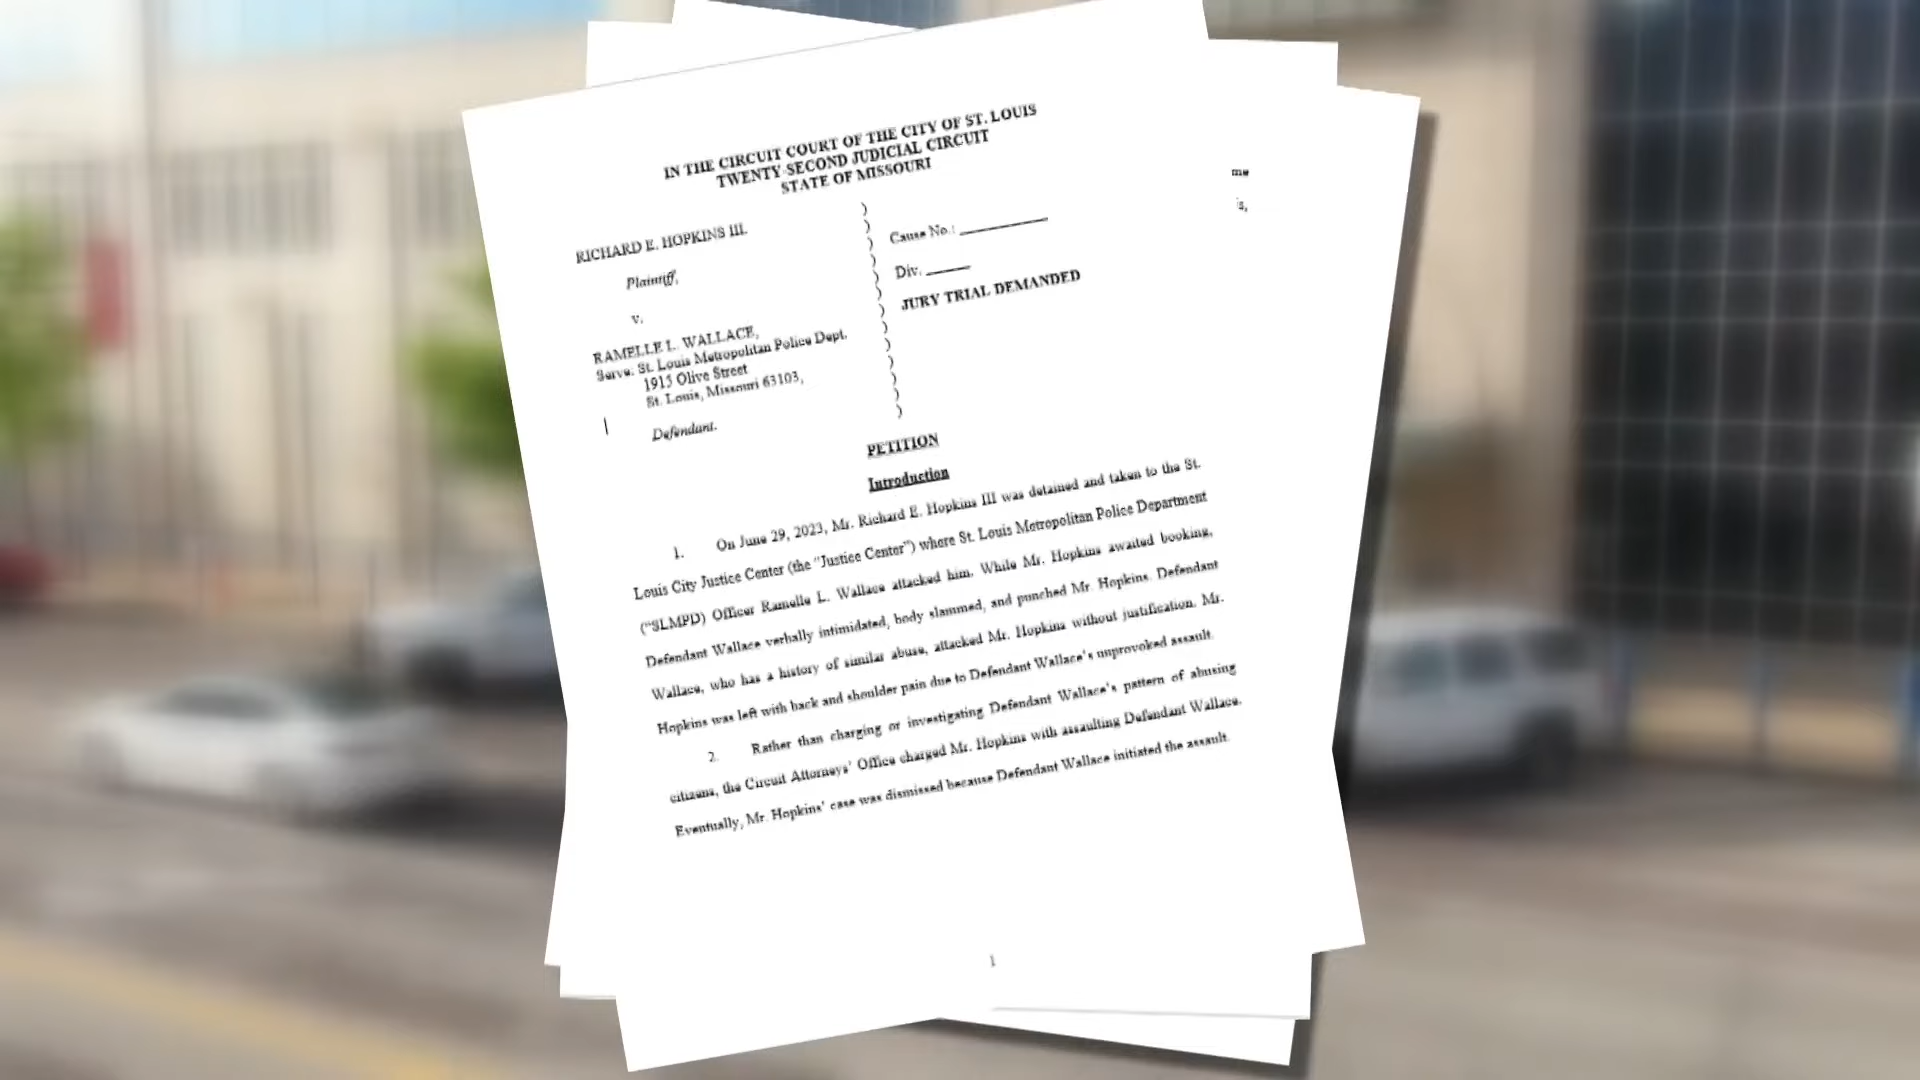 IN THE CIRCUIT COURT OF THE CITY OF ST. LOUIS
TWENTY-SECOND JUDICIAL CIRCUIT
STATE OF MISSOURI
RICHARD E. HOPKINS III.
Plaintiff,
v.
RAMELLE L. WALLACE,
Serve: St. Louis Metropolitan Police Dept.
1915 Olive Street
St. Louis, Missouri 63103,
Defendant.
)
)
)
)
)
)
)
)
)
)
)
)
)
Cause No.:
Div.
JURY TRIAL DEMANDED
PETITION
Introduction
1. On June 29, 2023, Mr. Richard E. Hopkins III was detained and taken to the St.
Louis City Justice Center (the “Justice Center”) where St. Louis Metropolitan Police Department
(“SLMPD) Officer Ramelle L. Wallace attacked him. While Mr. Hopkins awaited booking,
Defendant Wallace verbally intimidated, body slammed, and punched Mr. Hopkins. Defendant
Wallace, who has a history of similar abuse, attacked Mr. Hopkins without justification. Mr.
Hopkins was left with back and shoulder pain due to Defendant Wallace’s unprovoked assault.
2. Rather than charging or investigating Defendant Wallace’s pattern of abusing
citizens, the Circuit Attorneys’ Office charged Mr. Hopkins with assaulting Defendant Wallace.
Eventually, Mr. Hopkins’ case was dismissed because Defendant Wallace initiated the assault.
1